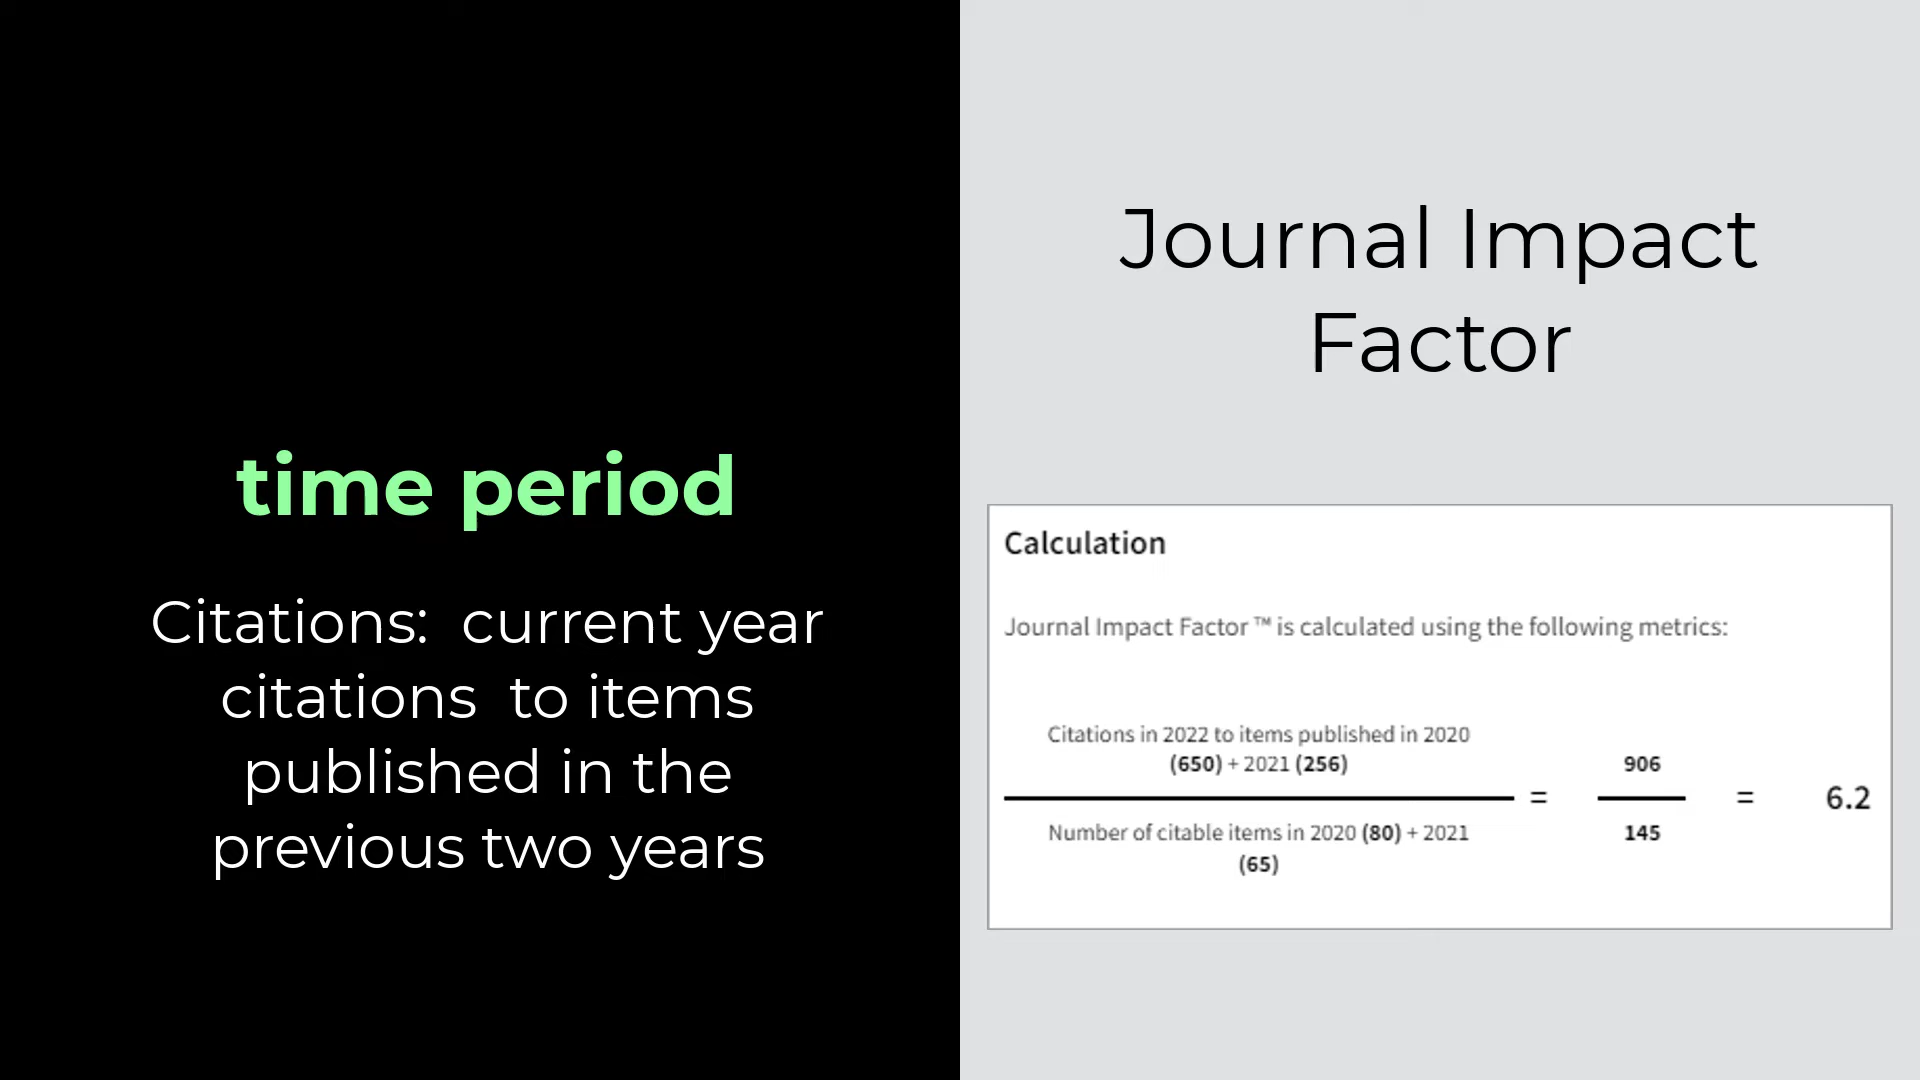 time period
Citations:  current year
citations  to items
published in the
previous two years
Journal Impact
Factor
Calculation
Journal Impact Factor ™ is calculated using the following metrics:
Citations in 2022 to items published in 2020
(650) + 2021 (256)
Number of citable items in 2020 (80) + 2021
(65)
=
906
145
=
6.2